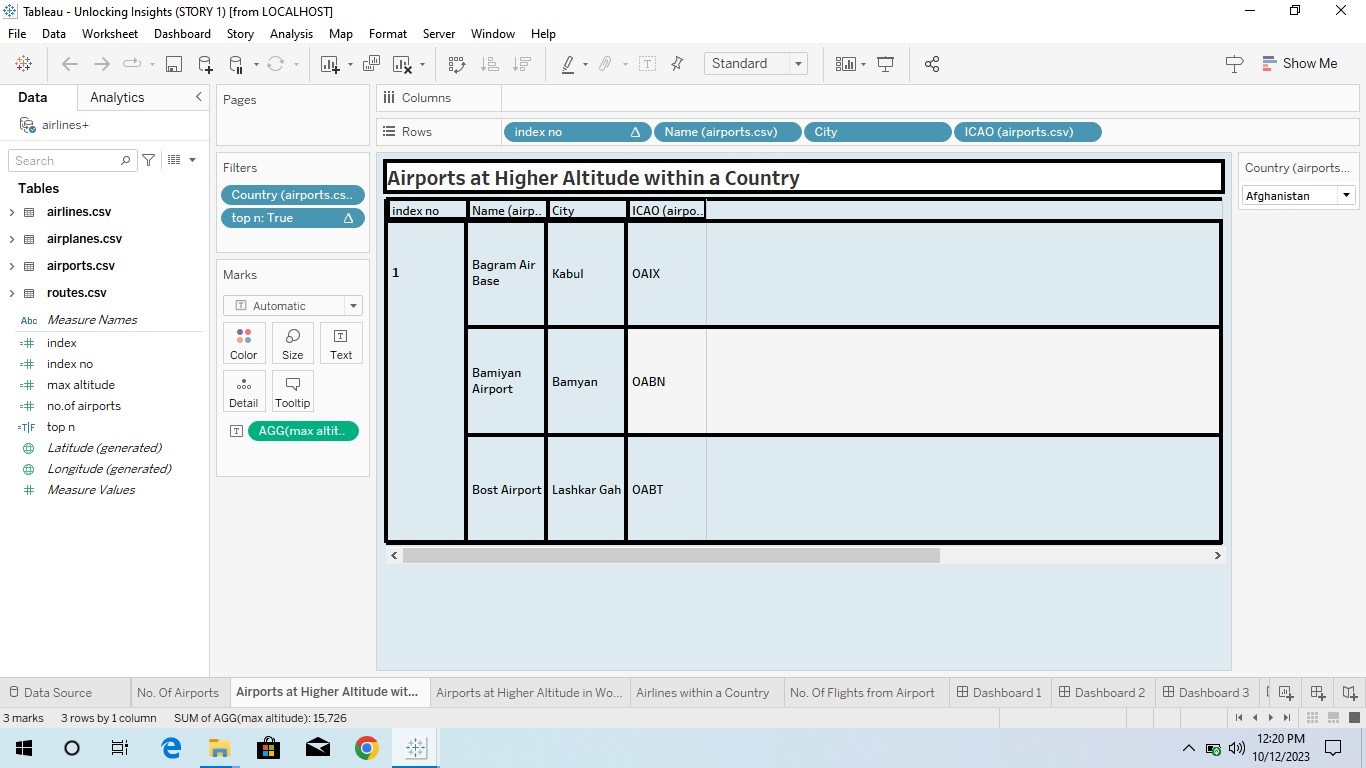 Tableau - Unlocking Insights (STORY 1) [from LOCALHOST]
File Data Worksheet Dashboard Story Analysis Map Format Server Window Help
Standard
Show Me
Data Analytics
airlines+
Search
Tables
airlines.csv
airplanes.csv
airports.csv
routes.csv
Abc Measure Names
index
index no
max altitude
no.of airports
T|F top n
Latitude (generated)
Longitude (generated)
Measure Values
Pages
Filters
Country (airports.cs..
top n: True
Marks
Automatic
Color Size Text
Detail Tooltip
AGG(max altit..
Columns
Rows index no Name (airports.csv) City ICAO (airports.csv)
Airports at Higher Altitude within a Country
index no Name (airp.. City ICAO (airpo..
1 Bagram Air Base Kabul OAIX
Bamiyan Airport Bamyan OABN
Bost Airport Lashkar Gah OABT
Country (airports...
Afghanistan
Data Source No. Of Airports Airports at Higher Altitude wit... Airports at Higher Altitude in Wo... Airlines within a Country No. Of Flights from Airport Dashboard 1 Dashboard 2 Dashboard 3
3 marks 3 rows by 1 column SUM of AGG(max altitude): 15,726
12:20 PM
10/12/2023